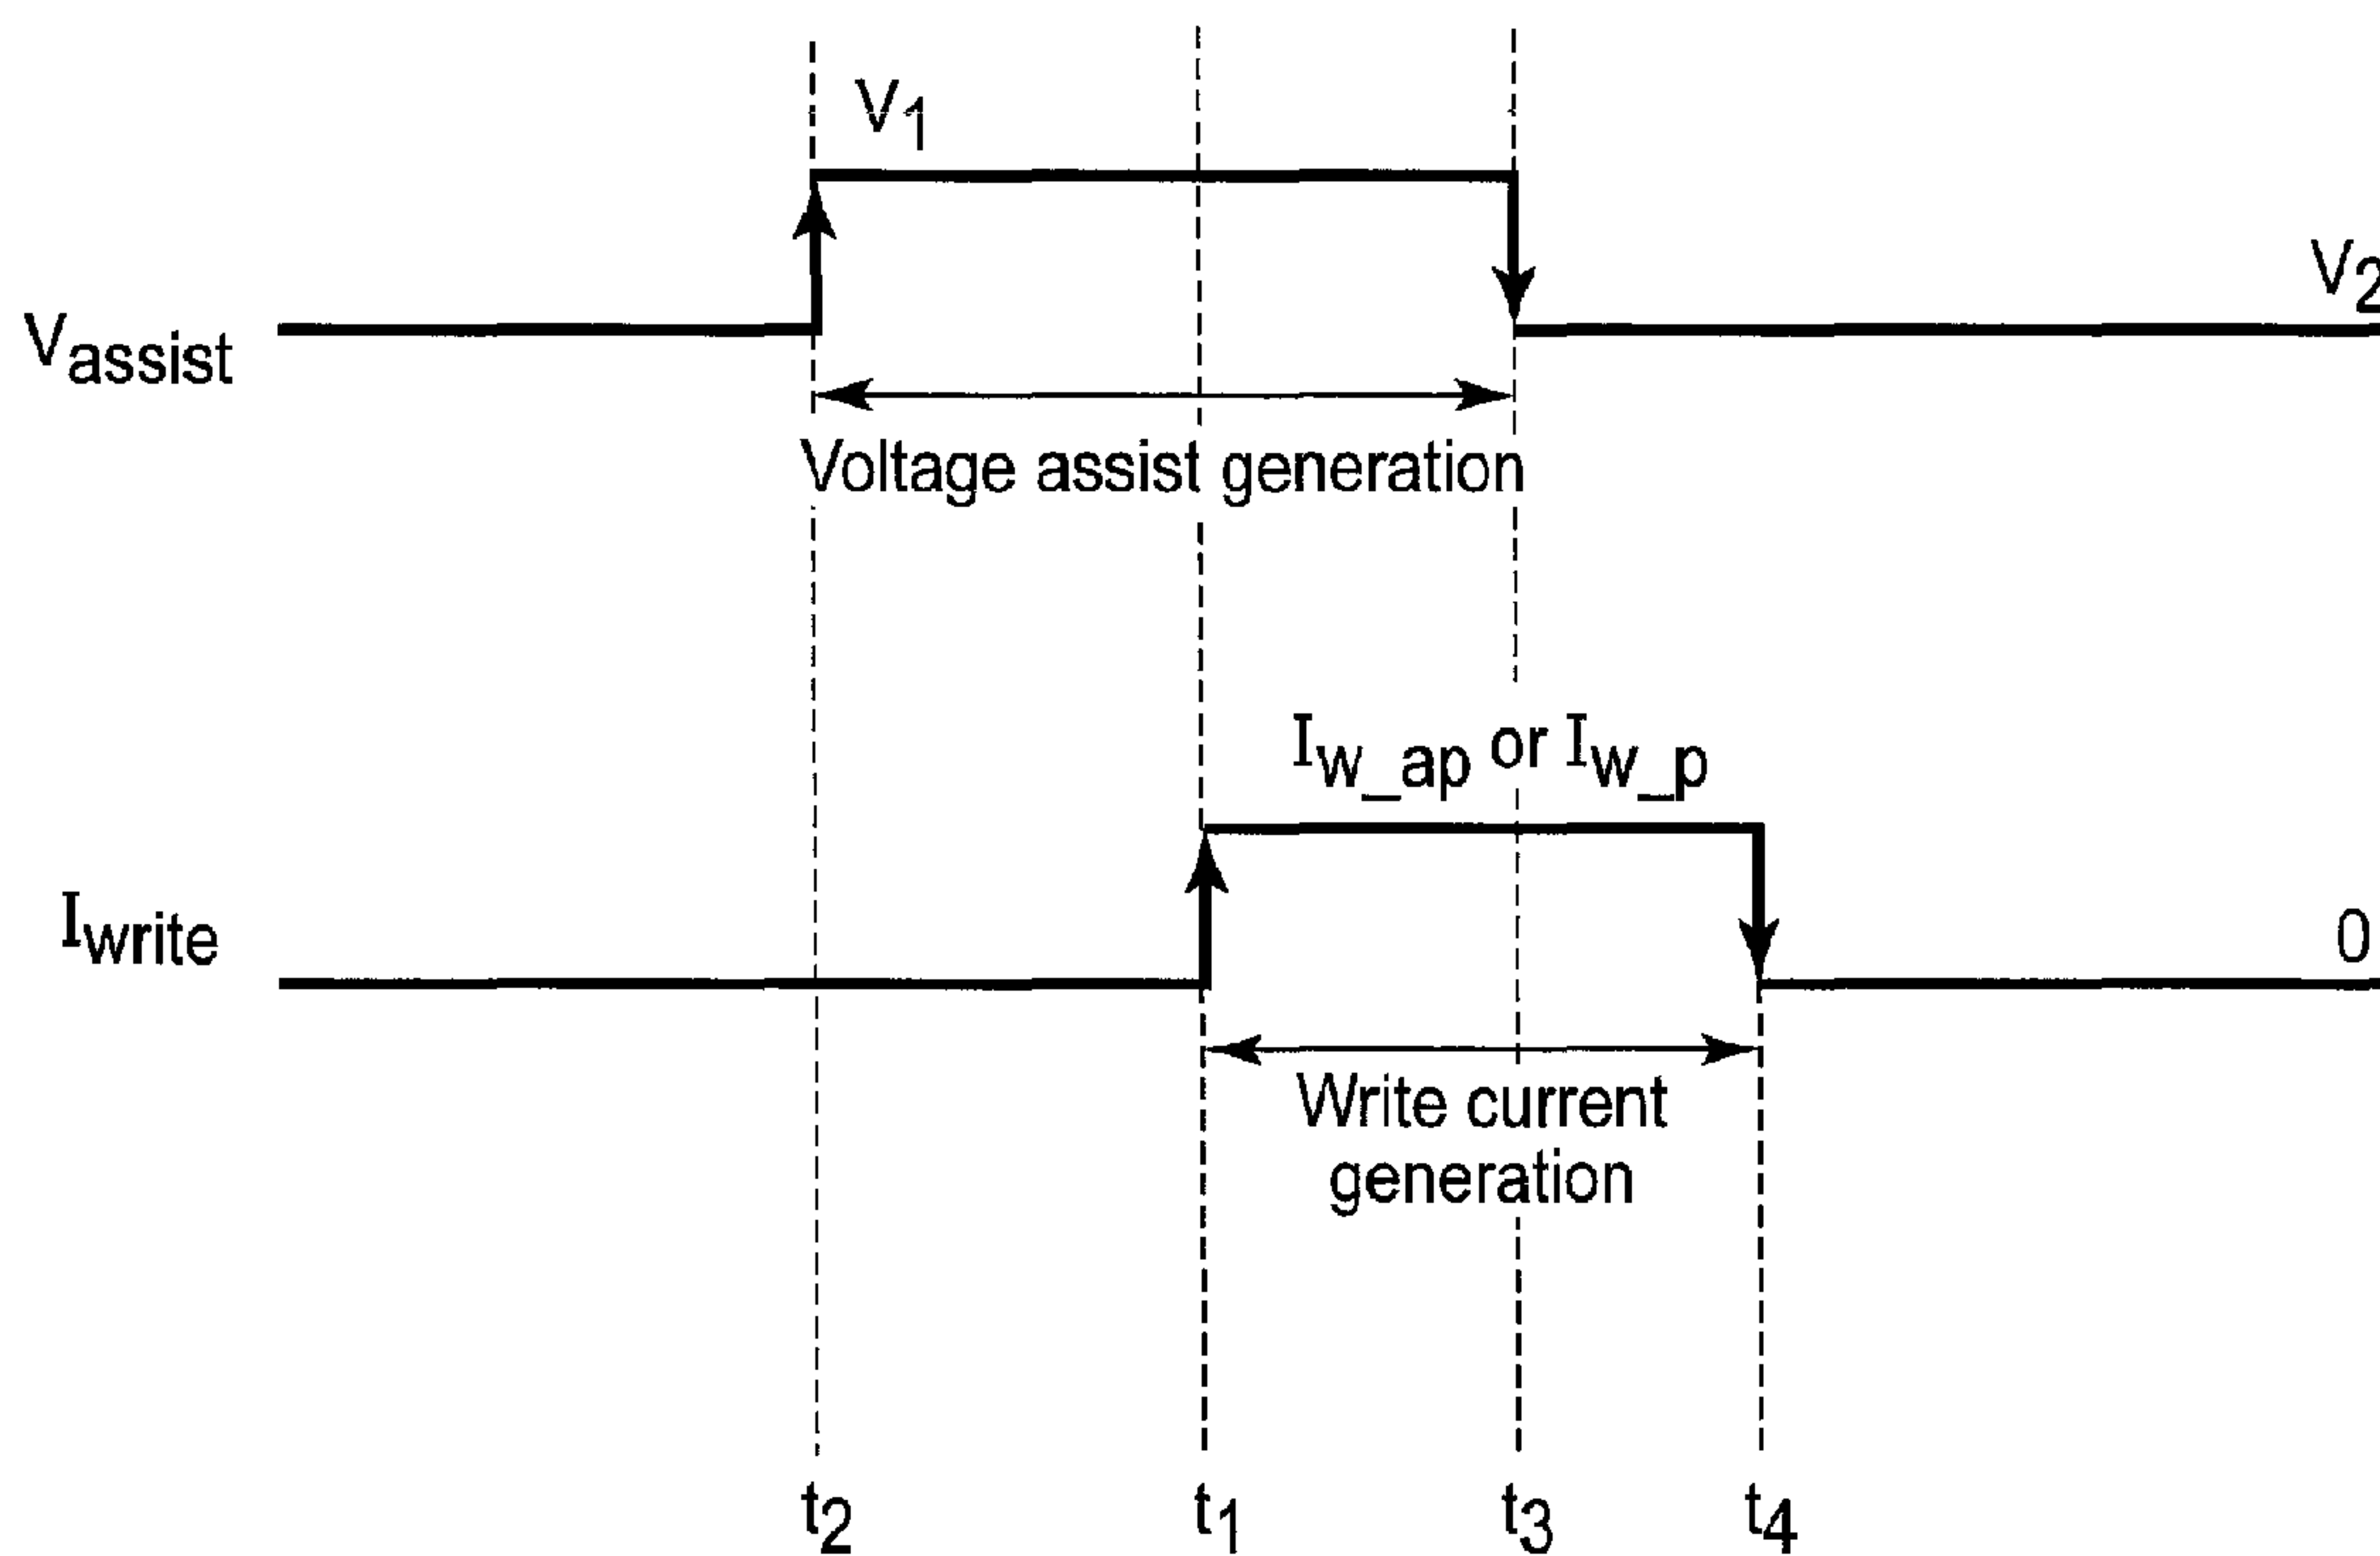 V1
V2
Vassist
Voltage assist generation
Iw_ap or Iw_p
Iwrite
0
Write current
generation
t2 t1 t3 t4